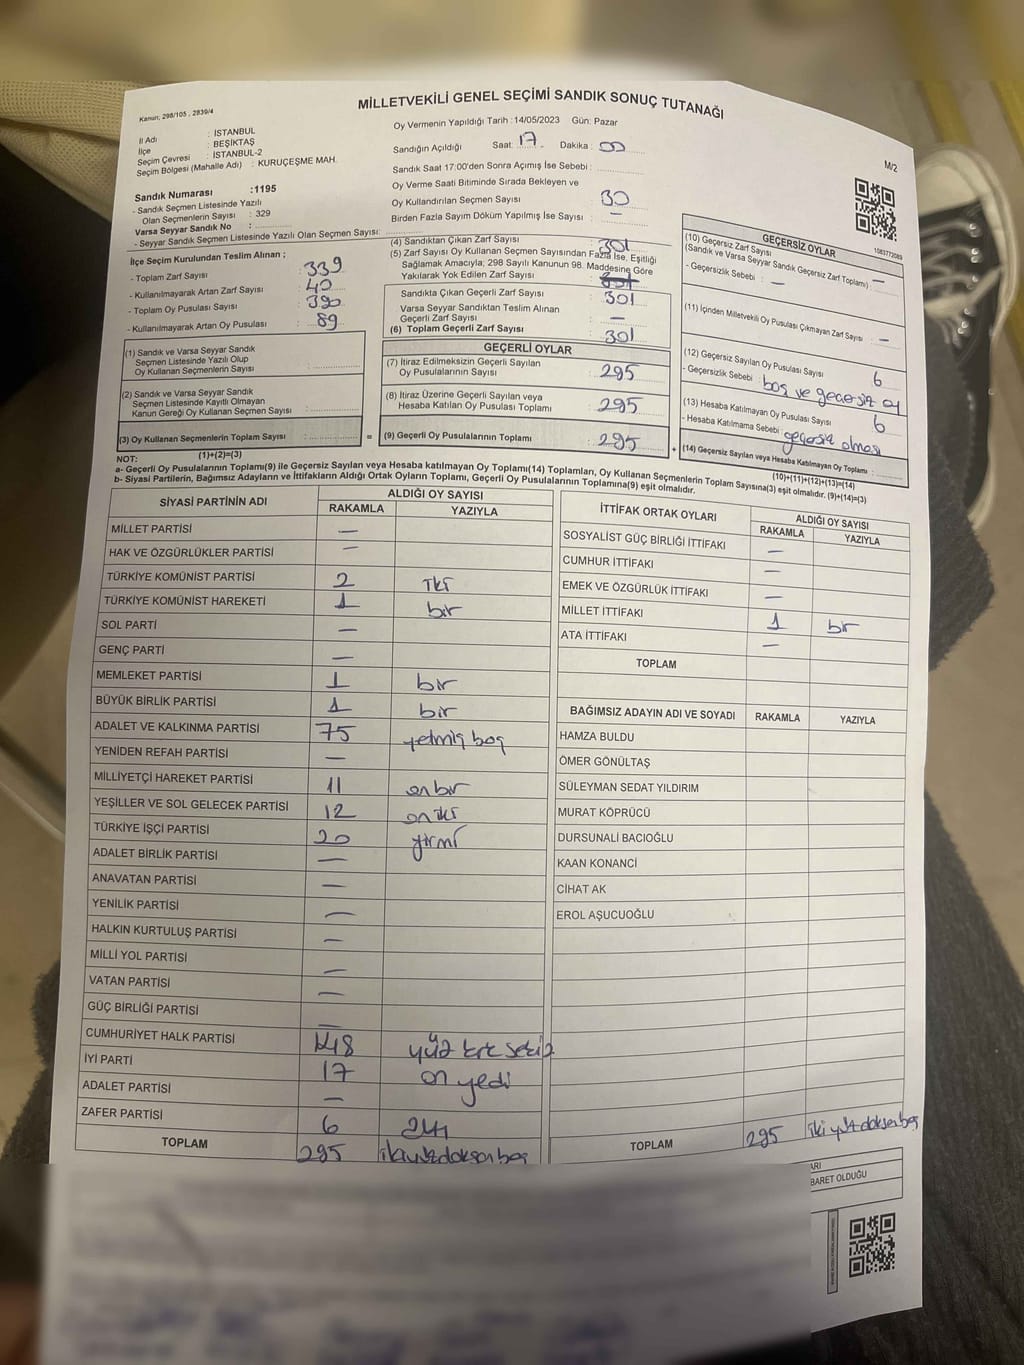 Kanun: 298/105, 2839/4
MİLLETVEKİLİ GENEL SEÇİMİ SANDIK SONUÇ TUTANAĞI
M/2
İl Adı : İSTANBUL
İlçe : BEŞİKTAŞ
Seçim Çevresi : İSTANBUL-2
Seçim Bölgesi (Mahalle Adı) : KURUÇEŞME MAH.
Sandık Numarası :1195
- Sandık Seçmen Listesinde Yazılı
Olan Seçmenlerin Sayısı : 329
Varsa Seyyar Sandık No :
- Seyyar Sandık Seçmen Listesinde Yazılı Olan Seçmen Sayısı:
Oy Vermenin Yapıldığı Tarih :14/05/2023 Gün: Pazar
Sandığın Açıldığı Saat: 17 Dakika: 00
Sandık Saat 17:00'den Sonra Açımış İse Sebebi :
Oy Verme Saati Bitiminde Sırada Bekleyen ve
Oy Kullandırılan Seçmen Sayısı : 30
Birden Fazla Sayım Döküm Yapılmış İse Sayısı : —
İlçe Seçim Kurulundan Teslim Alınan ;
- Toplam Zarf Sayısı : 339
- Kullanılmayarak Artan Zarf Sayısı : 40
- Toplam Oy Pusulası Sayısı : 390
- Kullanılmayarak Artan Oy Pusulası : 89
(1) Sandık ve Varsa Seyyar Sandık
Seçmen Listesinde Yazılı Olup
Oy Kullanan Seçmenlerin Sayısı :
(2) Sandık ve Varsa Seyyar Sandık
Seçmen Listesinde Kayıtlı Olmayan
Kanun Gereği Oy Kullanan Seçmen Sayısı :
(3) Oy Kullanan Seçmenlerin Toplam Sayısı :
(4) Sandıktan Çıkan Zarf Sayısı : 301
(5) Zarf Sayısı Oy Kullanan Seçmen Sayısından Fazla İse, Eşitliği
Sağlamak Amacıyla, 298 Sayılı Kanunun 98. Maddesine Göre
Yakılarak Yok Edilen Zarf Sayısı :
Sandıkta Çıkan Geçerli Zarf Sayısı : 301
Varsa Seyyar Sandıktan Teslim Alınan
Geçerli Zarf Sayısı : —
(6) Toplam Geçerli Zarf Sayısı : 301
GEÇERLİ OYLAR
(7) İtiraz Edilmeksizin Geçerli Sayılan
Oy Pusulalarının Sayısı : 295
(8) İtiraz Üzerine Geçerli Sayılan veya
Hesaba Katılan Oy Pusulası Toplamı : 295
= (9) Geçerli Oy Pusulalarının Toplamı : 295
1083772089
GEÇERSİZ OYLAR
(10) Geçersiz Zarf Sayısı
(Sandık ve Varsa Seyyar Sandık Geçersiz Zarf Toplamı) : —
- Geçersizlik Sebebi : —
(11) İçinden Milletvekili Oy Pusulası Çıkmayan Zarf Sayısı : —
(12) Geçersiz Sayılan Oy Pusulası Sayısı : 6
- Geçersizlik Sebebi : boş ve geçersiz oy
(13) Hesaba Katılmayan Oy Pusulası Sayısı : 6
- Hesaba Katılmama Sebebi : geçersiz olması
+ (14) Geçersiz Sayılan veya Hesaba Katılmayan Oy Toplamı :
NOT: (1)+(2)=(3) (10)+(11)+(12)+(13)=(14)
a- Geçerli Oy Pusulalarının Toplamı(9) ile Geçersiz Sayılan veya Hesaba katılmayan Oy Toplamı(14) Toplamları, Oy Kullanan Seçmenlerin Toplam Sayısına(3) eşit olmalıdır. (9)+(14)=(3)
b- Siyasi Partilerin, Bağımsız Adayların ve İttifakların Aldığı Ortak Oyların Toplamı, Geçerli Oy Pusulalarının Toplamına(9) eşit olmalıdır.
SİYASİ PARTİNİN ADI ALDIĞI OY SAYISI
RAKAMLA YAZIYLA
MİLLET PARTİSİ —
HAK VE ÖZGÜRLÜKLER PARTİSİ —
TÜRKİYE KOMÜNİST PARTİSİ 2 iki
TÜRKİYE KOMÜNİST HAREKETİ 1 bir
SOL PARTİ —
GENÇ PARTİ —
MEMLEKET PARTİSİ 1 bir
BÜYÜK BİRLİK PARTİSİ 1 bir
ADALET VE KALKINMA PARTİSİ 75 yetmiş beş
YENİDEN REFAH PARTİSİ —
MİLLİYETÇİ HAREKET PARTİSİ 11 on bir
YEŞİLLER VE SOL GELECEK PARTİSİ 12 on iki
TÜRKİYE İŞÇİ PARTİSİ 20 yirmi
ADALET BİRLİK PARTİSİ —
ANAVATAN PARTİSİ —
YENİLİK PARTİSİ —
HALKIN KURTULUŞ PARTİSİ —
MİLLİ YOL PARTİSİ —
VATAN PARTİSİ —
GÜÇ BİRLİĞİ PARTİSİ —
CUMHURİYET HALK PARTİSİ 148 yüz kırk sekiz
İYİ PARTİ 17 on yedi
ADALET PARTİSİ —
ZAFER PARTİSİ 6 altı
TOPLAM 295 iki yüz doksan beş
İTTİFAK ORTAK OYLARI ALDIĞI OY SAYISI
RAKAMLA YAZIYLA
SOSYALİST GÜÇ BİRLİĞİ İTTİFAKI —
CUMHUR İTTİFAKI —
EMEK VE ÖZGÜRLÜK İTTİFAKI —
MİLLET İTTİFAKI 1 bir
ATA İTTİFAKI —
TOPLAM
BAĞIMSIZ ADAYIN ADI VE SOYADI RAKAMLA YAZIYLA
HAMZA BULDU
ÖMER GÖNÜLTAŞ
SÜLEYMAN SEDAT YILDIRIM
MURAT KÖPRÜCÜ
DURSUNALİ BACIOĞLU
KAAN KONANCİ
CİHAT AK
EROL AŞUCUOĞLU
TOPLAM 295 iki yüz doksan beş
ARI
BARET OLDUĞU